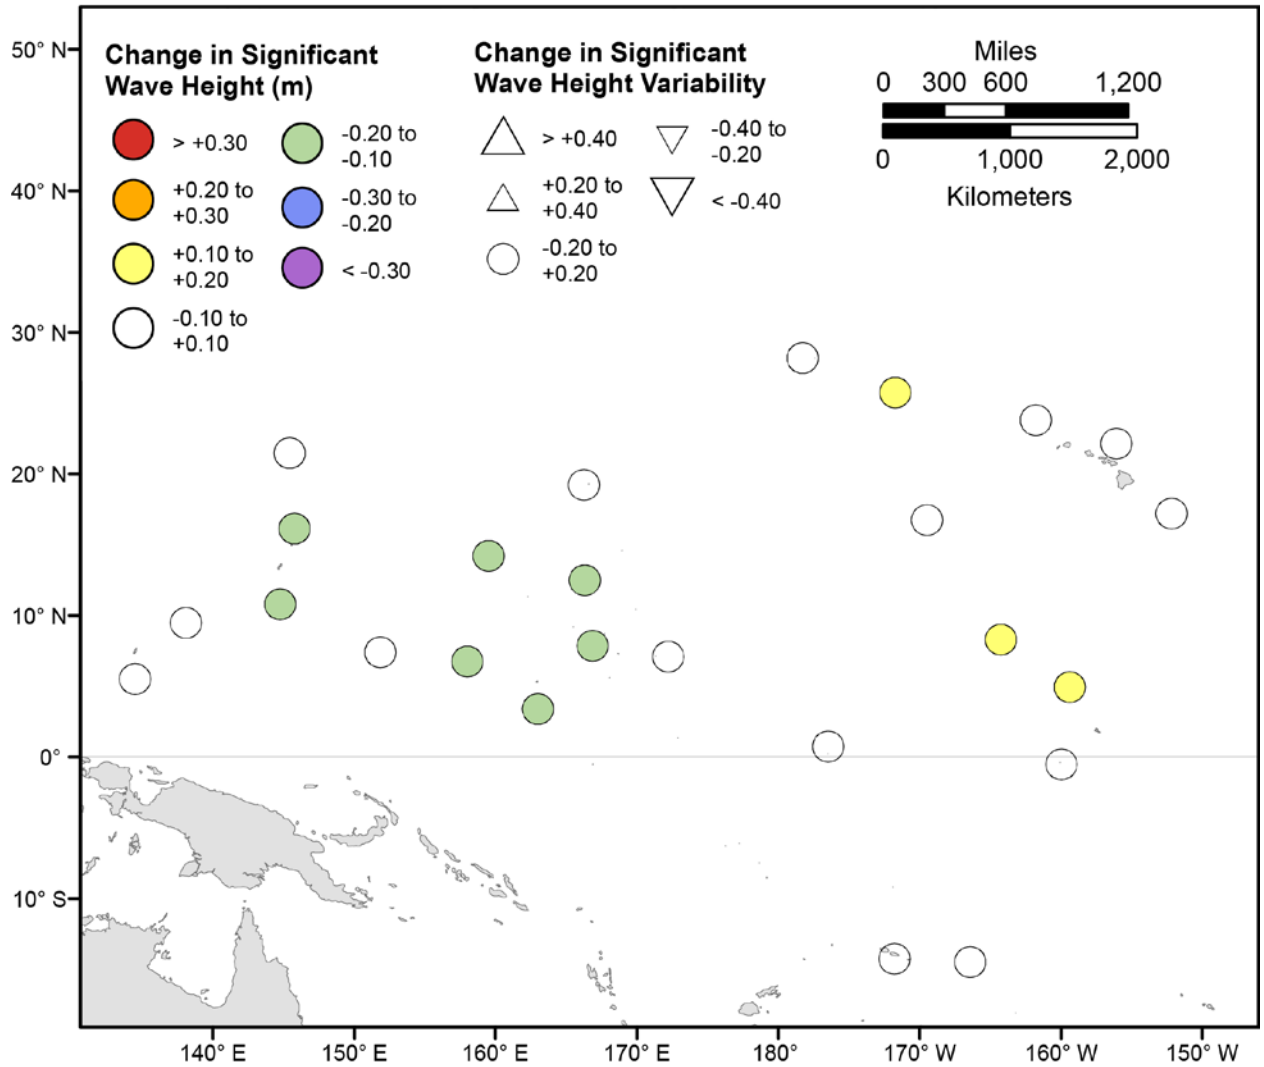 Change in Significant
Wave Height (m)
> +0.30
+0.20 to
+0.30
+0.10 to
+0.20
-0.10 to
+0.10
-0.20 to
-0.10
-0.30 to
-0.20
< -0.30
Change in Significant
Wave Height Variability
> +0.40
+0.20 to
+0.40
-0.20 to
+0.20
-0.40 to
-0.20
< -0.40
Miles
0 300 600 1,200
0 1,000 2,000
Kilometers
50° N
40° N
30° N
20° N
10° N
0°
10° S
140° E 150° E 160° E 170° E 180° 170° W 160° W 150° W